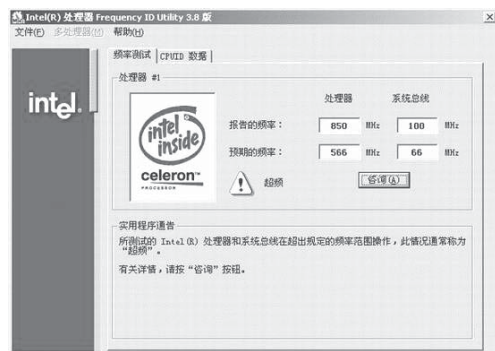 Intel(R) 处理器 Frequency ID Utility 3.8 版
文件(F) 多处理器(M) 帮助(H)
频率测试 CPUID 数据
intel.
处理器 #1
处理器 系统总线
报告的频率： 850 MHz 100 MHz
预期的频率： 566 MHz 66 MHz
intel inside
celeron™
PROCESSOR
超频 咨询(A)
实用程序通告
所测试的 Intel(R) 处理器和系统总线在超出规定的频率范围操作，此情况通常称为
“超频”。
有关详情，请按“咨询”按钮。